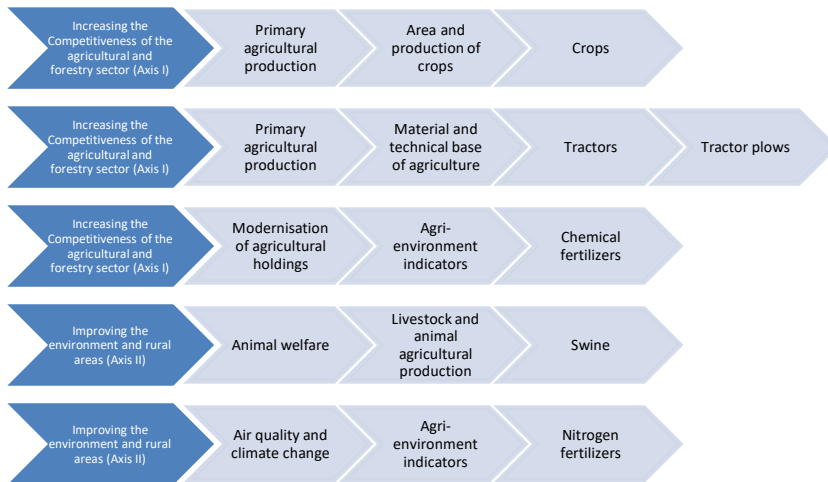 Increasing the
Competitiveness of the
agricultural and
forestry sector (Axis I)
Primary
agricultural
production
Area and
production of
crops
Crops
Increasing the
Competitiveness of the
agricultural and
forestry sector (Axis I)
Primary
agricultural
production
Material and
technical base
of agriculture
Tractors
Tractor plows
Increasing the
Competitiveness of the
agricultural and
forestry sector (Axis I)
Modernisation
of agricultural
holdings
Agri-
environment
indicators
Chemical
fertilizers
Improving the
environment and rural
areas (Axis II)
Animal welfare
Livestock and
animal
agricultural
production
Swine
Improving the
environment and rural
areas (Axis II)
Air quality and
climate change
Agri-
environment
indicators
Nitrogen
fertilizers